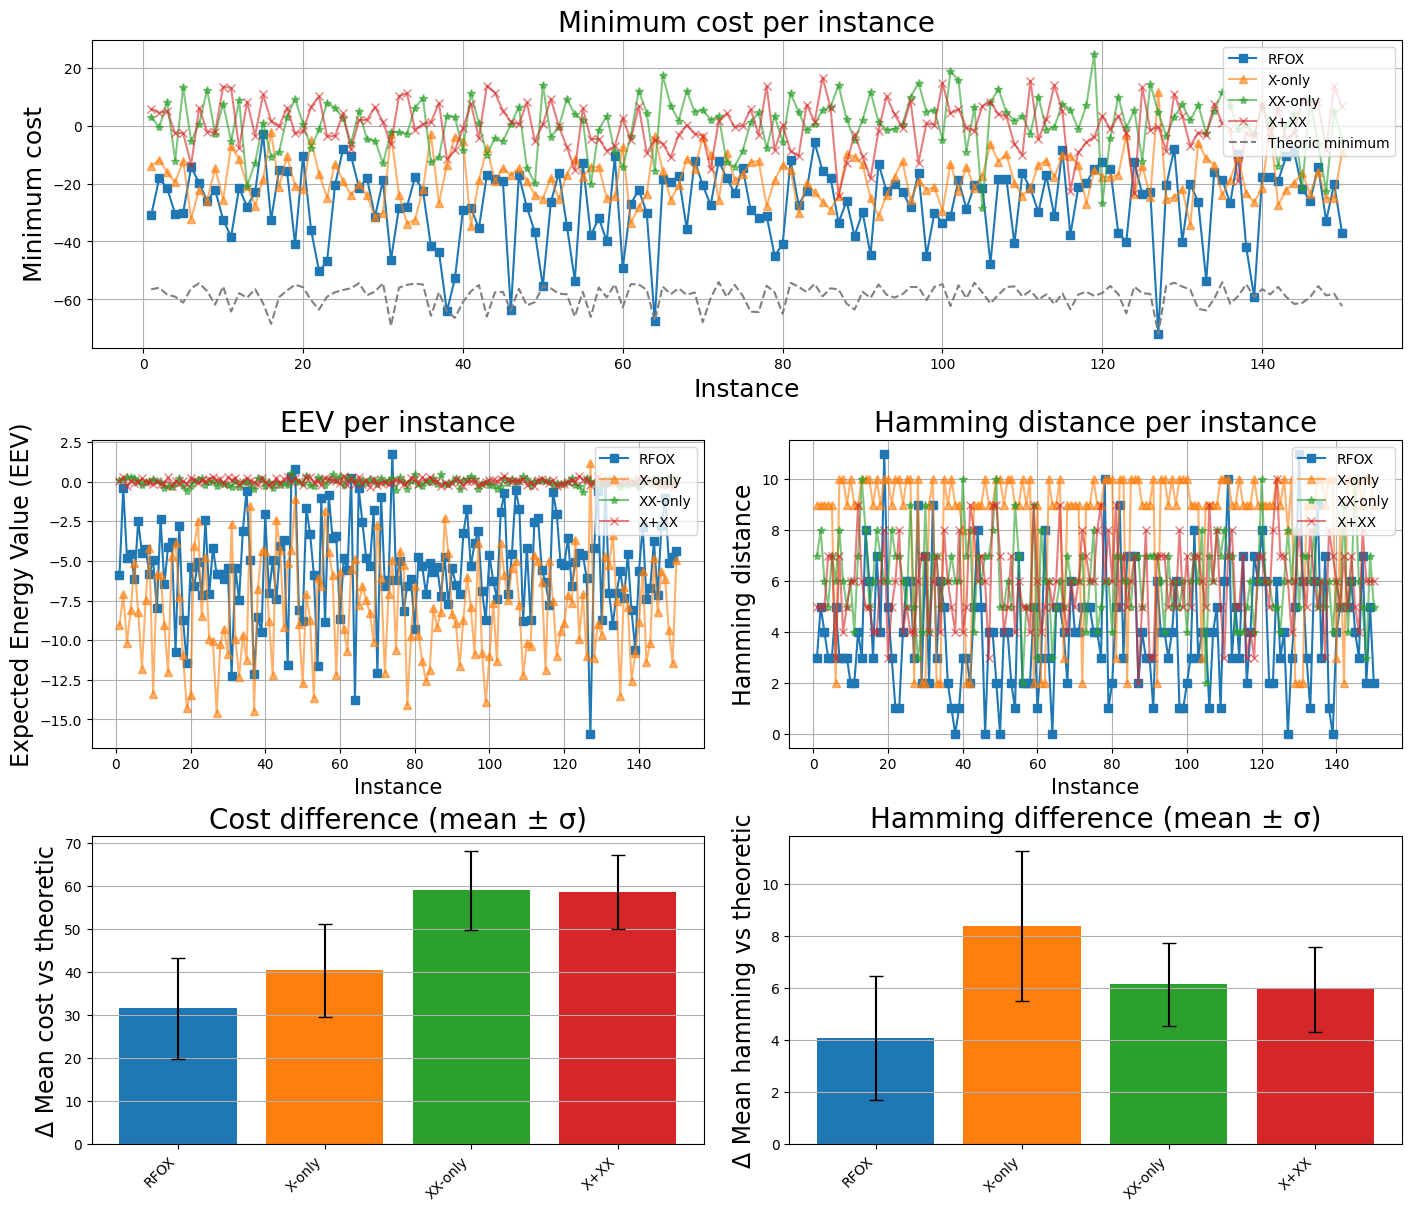 Minimum cost per instance
Minimum cost
20
0
−20
−40
−60
RFOX
X-only
XX-only
X+XX
Theoric minimum
0
20
40
60
80
100
120
140
Instance
EEV per instance
Expected Energy Value (EEV)
2.5
0.0
−2.5
−5.0
−7.5
−10.0
−12.5
−15.0
RFOX
X-only
XX-only
X+XX
0
20
40
60
80
100
120
140
Instance
Hamming distance per instance
Hamming distance
10
8
6
4
2
0
RFOX
X-only
XX-only
X+XX
0
20
40
60
80
100
120
140
Instance
Cost difference (mean ± σ)
Δ Mean cost vs theoretic
70
60
50
40
30
20
10
0
RFOX
X-only
XX-only
X+XX
Hamming difference (mean ± σ)
Δ Mean hamming vs theoretic
10
8
6
4
2
0
RFOX
X-only
XX-only
X+XX